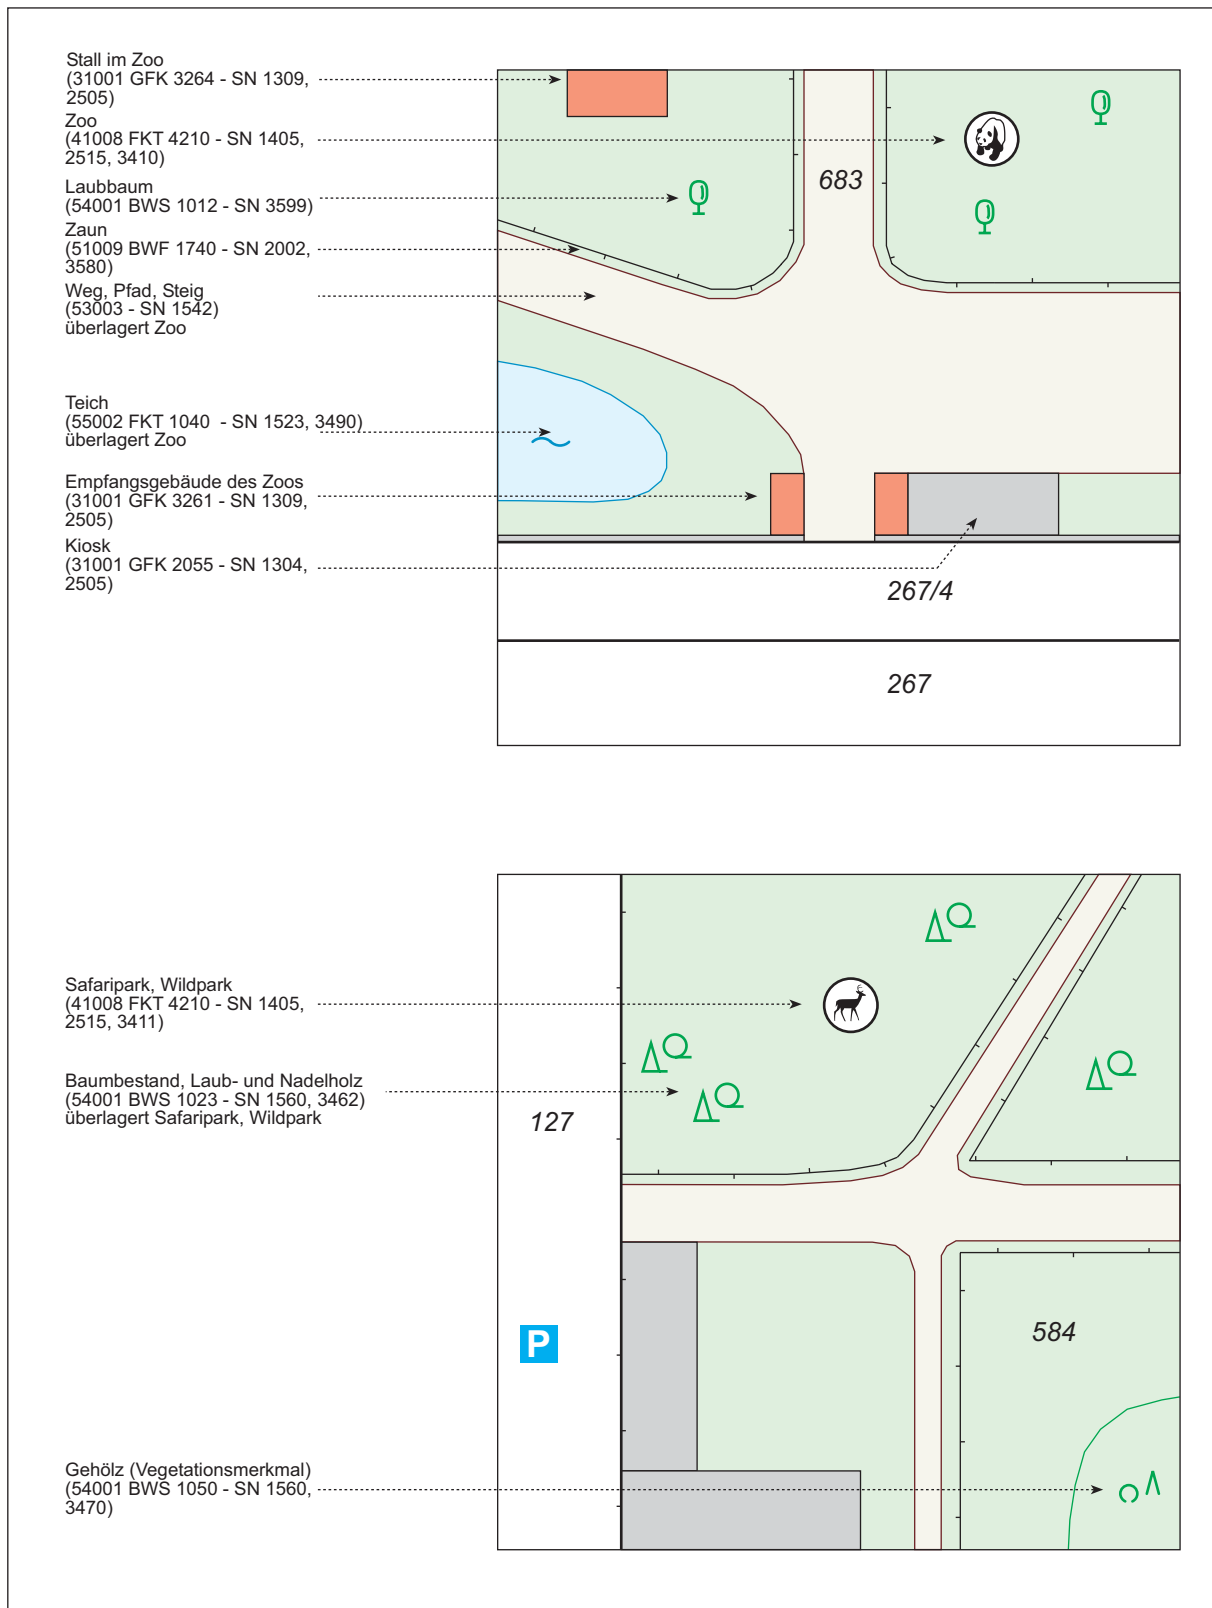 Stall im Zoo
(31001 GFK 3264 - SN 1309,
2505)
Zoo
(41008 FKT 4210 - SN 1405,
2515, 3410)
Laubbaum
(54001 BWS 1012 - SN 3599)
Zaun
(51009 BWF 1740 - SN 2002,
3580)
Weg, Pfad, Steig
(53003 - SN 1542)
überlagert Zoo
Teich
(55002 FKT 1040 - SN 1523, 3490)
überlagert Zoo
Empfangsgebäude des Zoos
(31001 GFK 3261 - SN 1309,
2505)
Kiosk
(31001 GFK 2055 - SN 1304,
2505)
683
267/4
267
Safaripark, Wildpark
(41008 FKT 4210 - SN 1405,
2515, 3411)
Baumbestand, Laub- und Nadelholz
(54001 BWS 1023 - SN 1560, 3462)
überlagert Safaripark, Wildpark
Gehölz (Vegetationsmerkmal)
(54001 BWS 1050 - SN 1560,
3470)
127
P
584